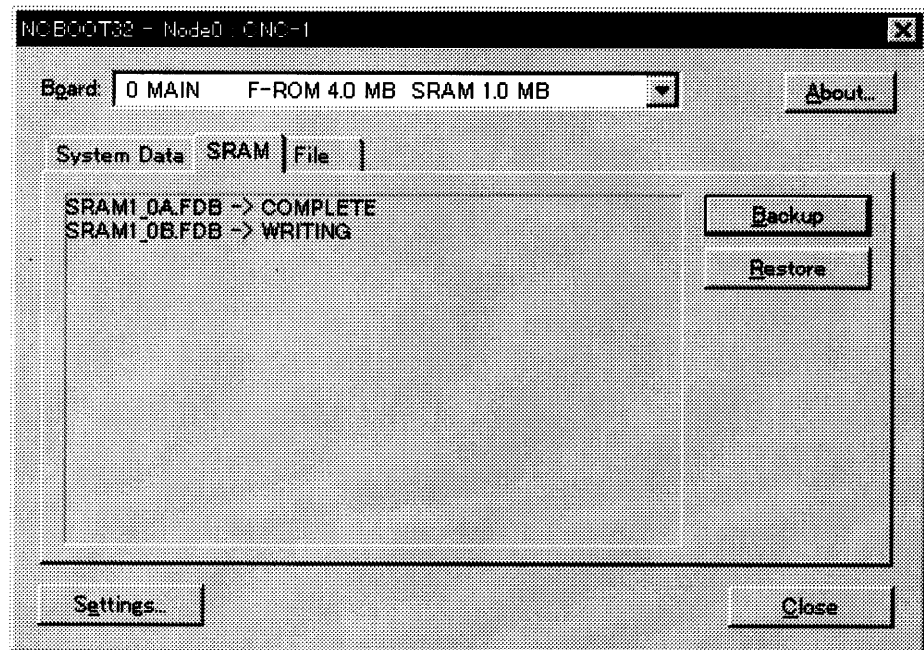 NCBOOT32 - Node0 : CNC-1
Board: 0 MAIN F-ROM 4.0 MB SRAM 1.0 MB
About...
System Data SRAM File
SRAM1_0A.FDB -> COMPLETE
SRAM1_0B.FDB -> WRITING
Backup
Restore
Settings...
Close